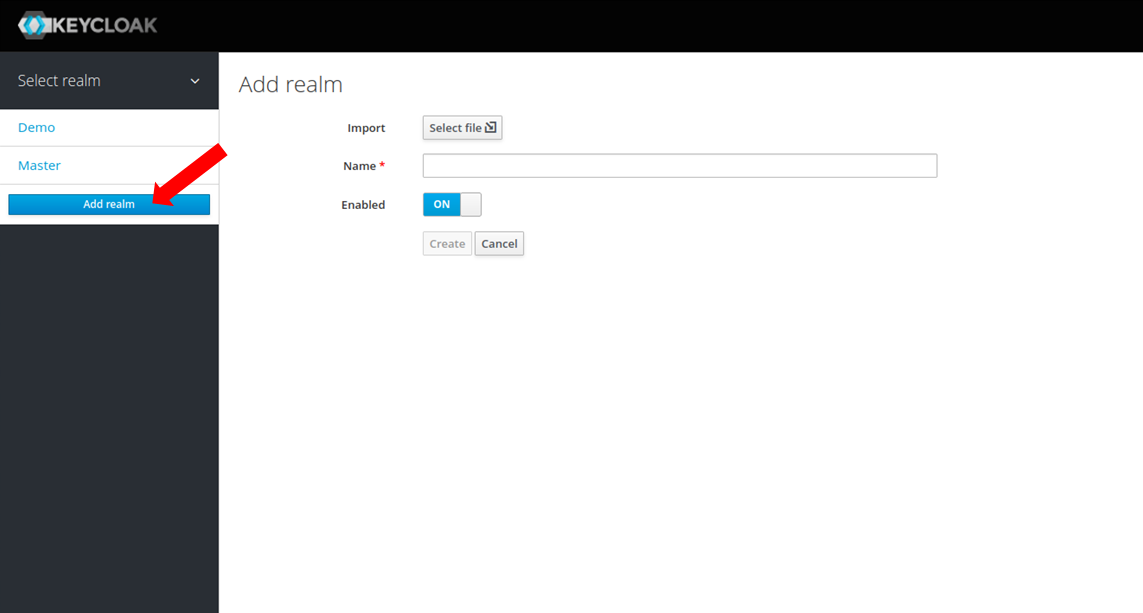 KEYCLOAK
Select realm
Demo
Master
Add realm
Add realm
Import Select file
Name *
Enabled ON
Create Cancel